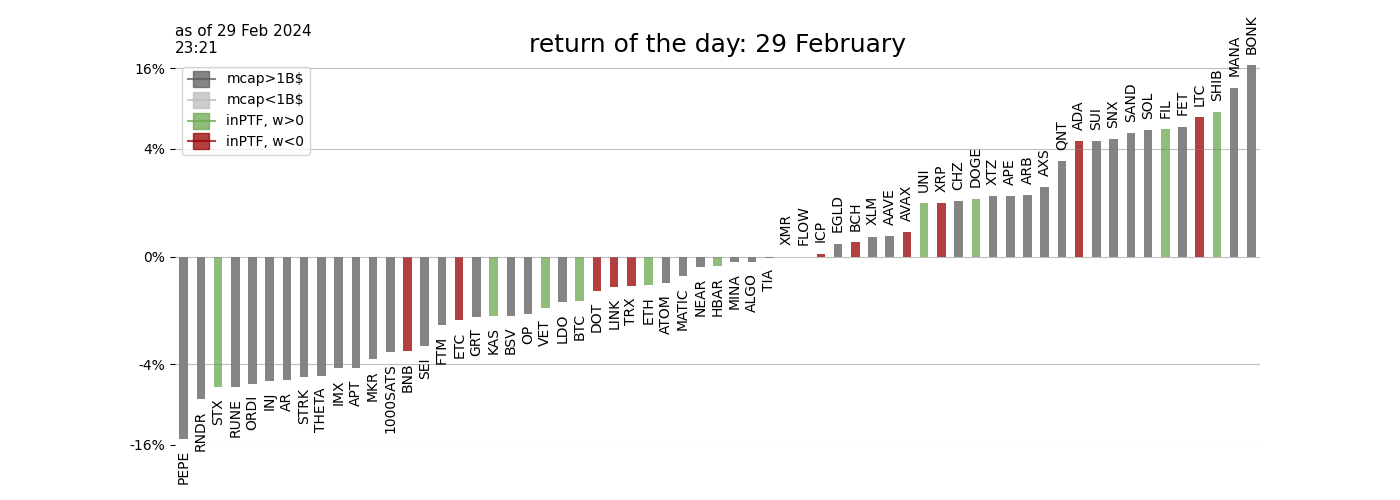 as of 29 Feb 2024
23:21
return of the day: 29 February
mcap>1B$
mcap<1B$
inPTF, w>0
inPTF, w<0
16%
4%
0%
-4%
-16%
PEPE
RNDR
STX
RUNE
ORDI
INJ
AR
STRK
THETA
IMX
APT
MKR
1000SATS
BNB
SEI
FTM
ETC
GRT
KAS
BSV
OP
VET
LDO
BTC
DOT
LINK
TRX
ETH
ATOM
MATIC
NEAR
HBAR
MINA
ALGO
TIA
XMR
FLOW
ICP
EGLD
BCH
XLM
AAVE
AVAX
UNI
XRP
CHZ
DOGE
XTZ
APE
ARB
AXS
QNT
ADA
SUI
SNX
SAND
SOL
FIL
FET
LTC
SHIB
MANA
BONK